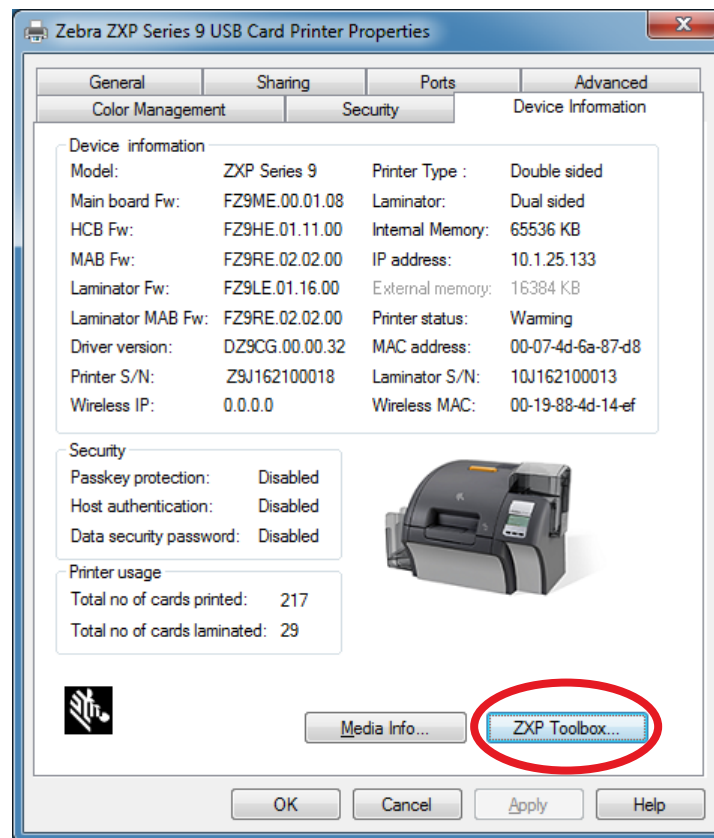 Zebra ZXP Series 9 USB Card Printer Properties
General Sharing Ports Advanced
Color Management Security Device Information
Device information
Model: ZXP Series 9 Printer Type : Double sided
Main board Fw: FZ9ME.00.01.08 Laminator: Dual sided
HCB Fw: FZ9HE.01.11.00 Internal Memory: 65536 KB
MAB Fw: FZ9RE.02.02.00 IP address: 10.1.25.133
Laminator Fw: FZ9LE.01.16.00 External memory: 16384 KB
Laminator MAB Fw: FZ9RE.02.02.00 Printer status: Warming
Driver version: DZ9CG.00.00.32 MAC address: 00-07-4d-6a-87-d8
Printer S/N: Z9J162100018 Laminator S/N: 10J162100013
Wireless IP: 0.0.0.0 Wireless MAC: 00-19-88-4d-14-ef
Security
Passkey protection: Disabled
Host authentication: Disabled
Data security password: Disabled
Printer usage
Total no of cards printed: 217
Total no of cards laminated: 29
Media Info... ZXP Toolbox...
OK Cancel Apply Help